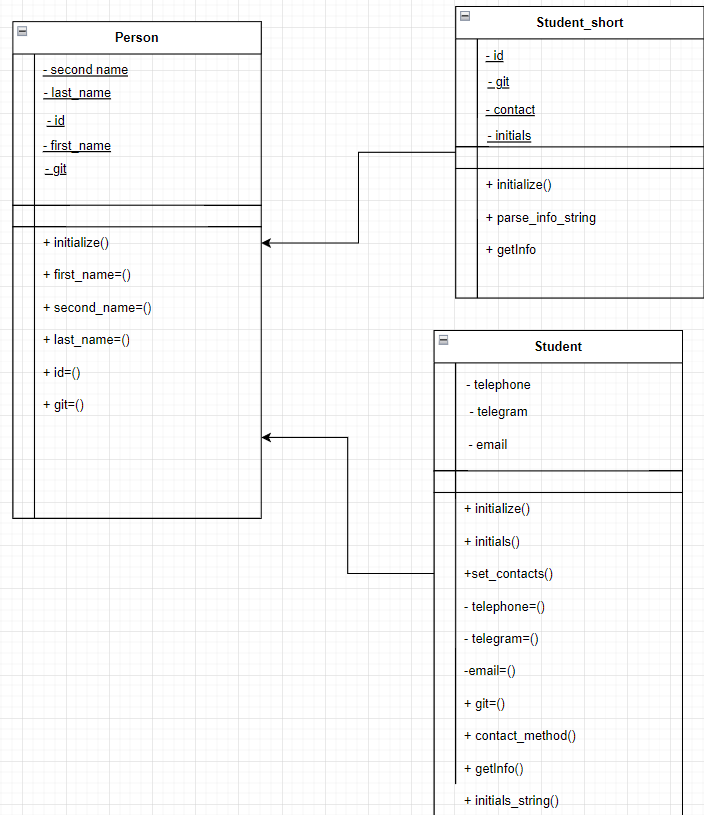 Person
- second name
- last_name
- id
- first_name
- git
+ initialize()
+ first_name=()
+ second_name=()
+ last_name=()
+ id=()
+ git=()
Student_short
- id
- git
- contact
- initials
+ initialize()
+ parse_info_string
+ getInfo
Student
- telephone
- telegram
- email
+ initialize()
+ initials()
+set_contacts()
- telephone=()
- telegram=()
-email=()
+ git=()
+ contact_method()
+ getInfo()
+ initials_string()